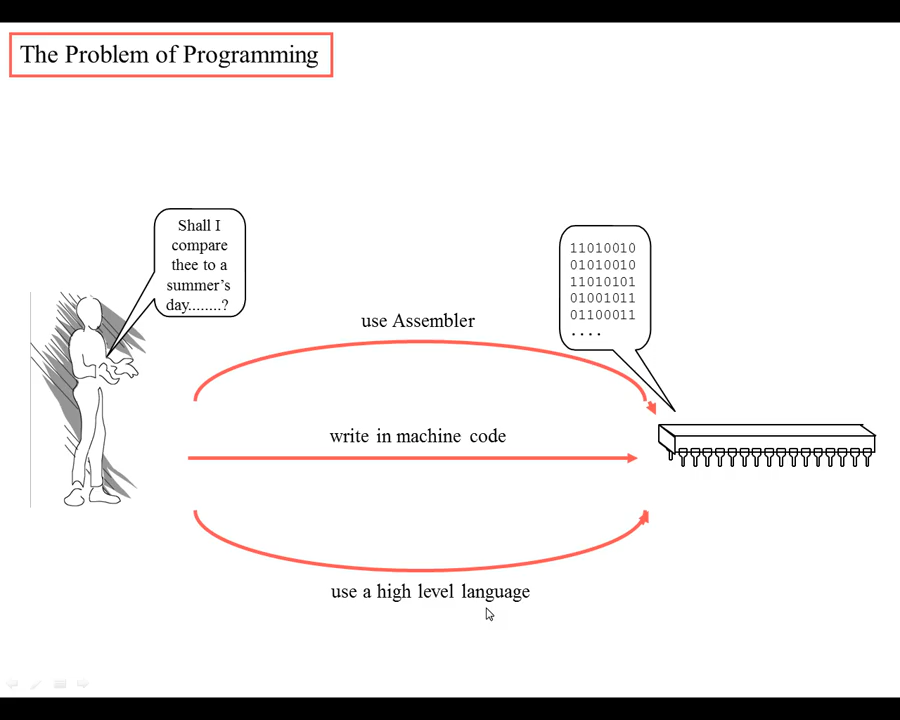 The Problem of Programming
Shall I
compare
thee to a
summer's
day........?
11010010
01010010
11010101
01001011
01100011
....
use Assembler
write in machine code
use a high level language